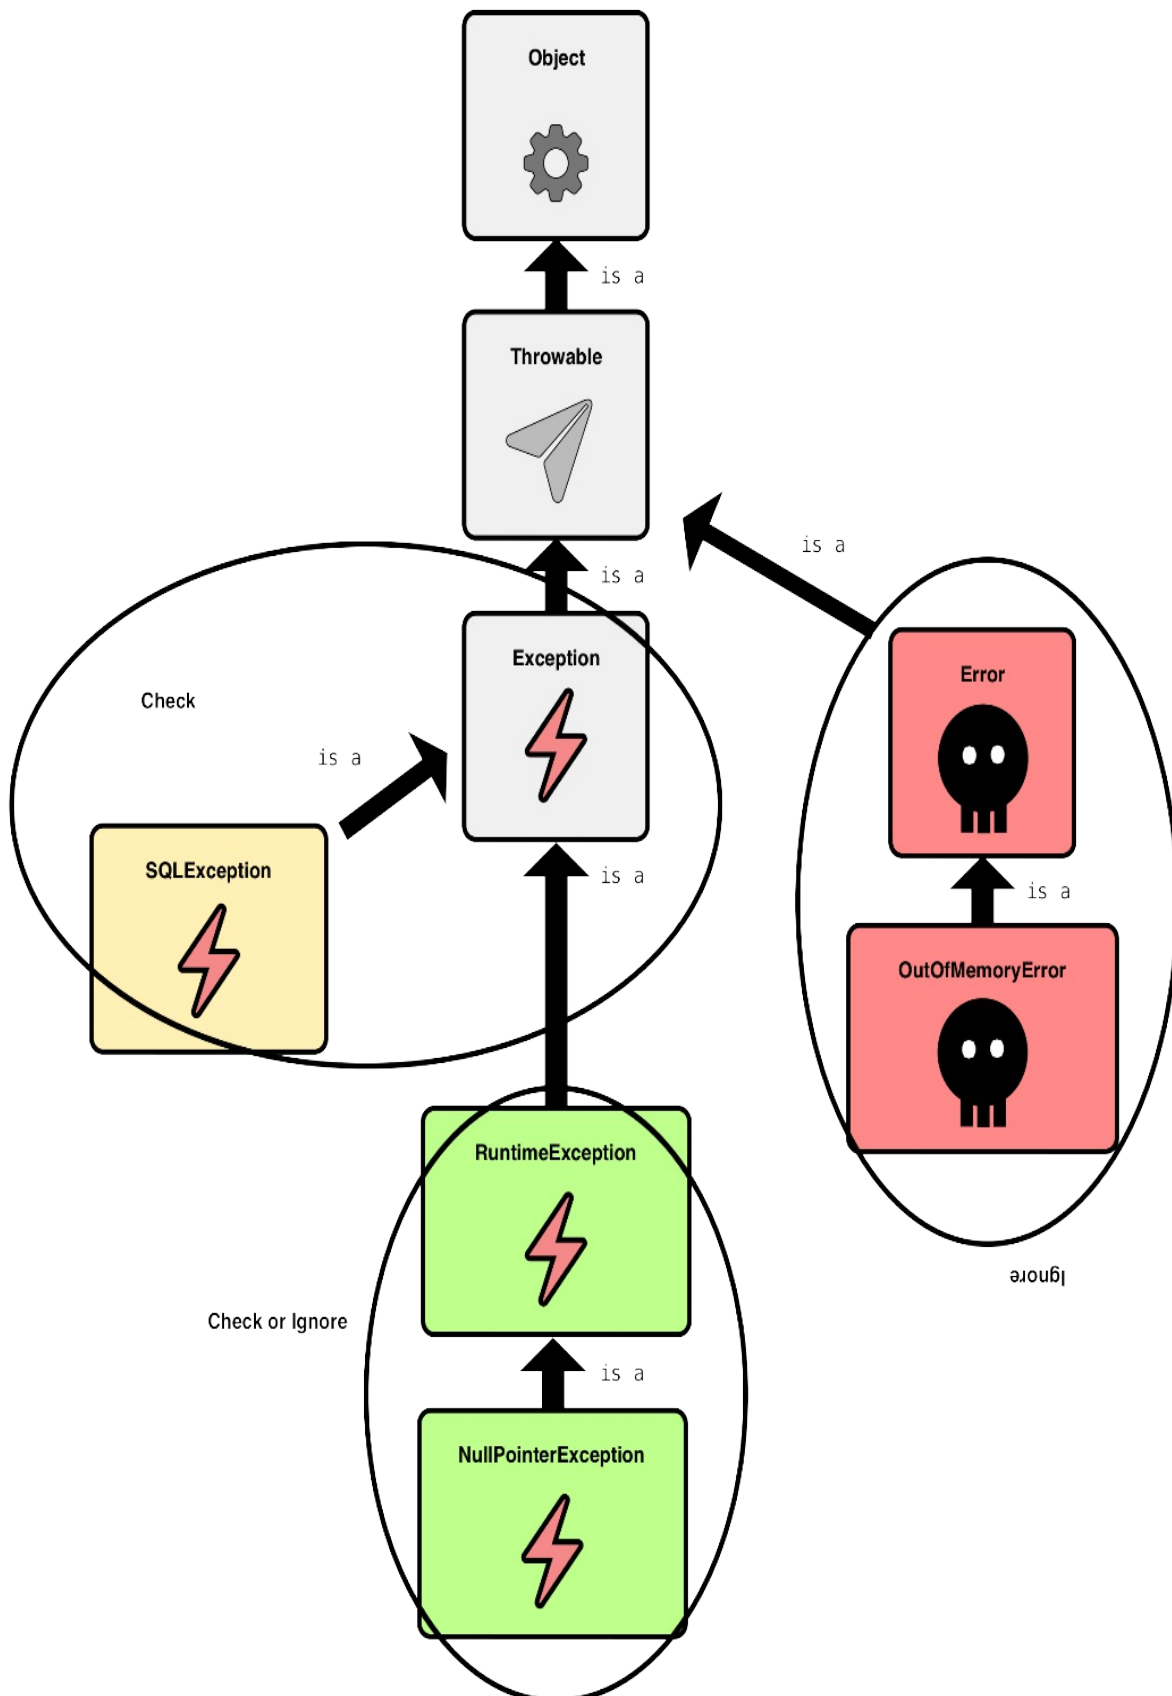 Object
is a
Throwable
is a
is a
Exception
Error
Check
is a
is a
SQLException
is a
OutOfMemoryError
RuntimeException
Ignore
Check or Ignore
is a
NullPointerException